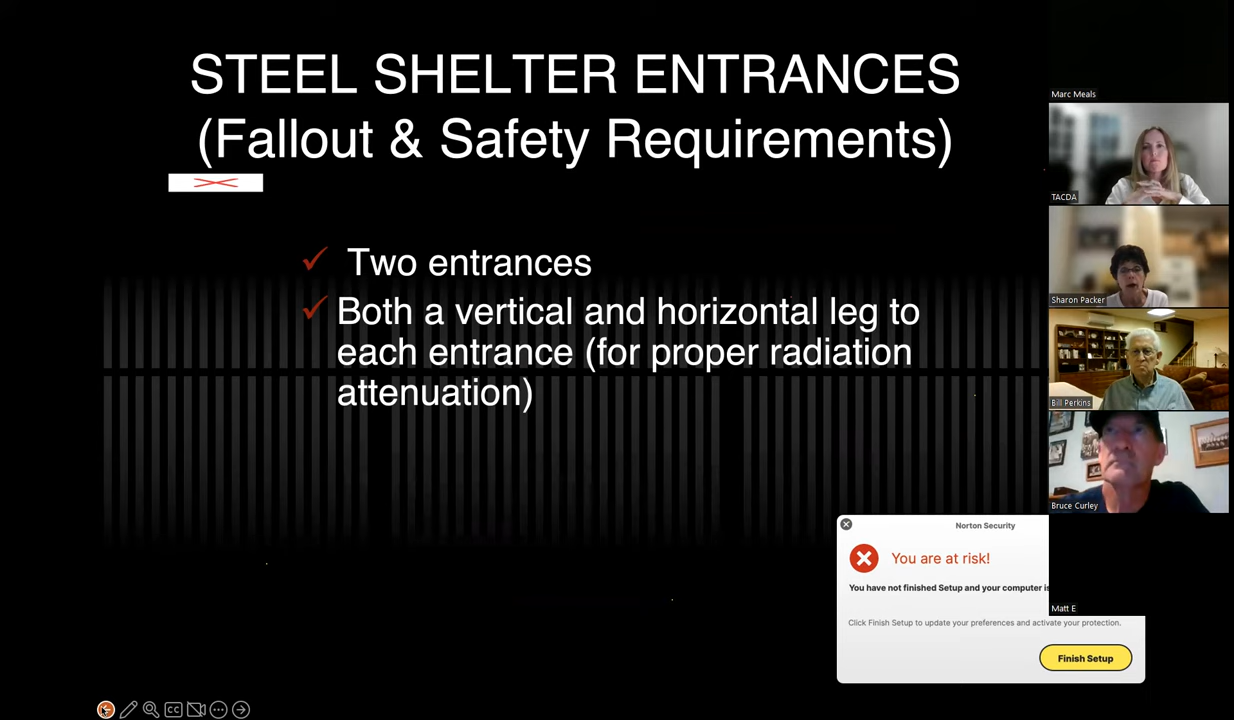 STEEL SHELTER ENTRANCES
(Fallout & Safety Requirements)
Two entrances
Both a vertical and horizontal leg to
each entrance (for proper radiation
attenuation)
Marc Meals
TACDA
Sharon Packer
Bill Perkins
Bruce Curley
Matt E
Norton Security
You are at risk!
You have not finished Setup and your computer is
Click Finish Setup to update your preferences and activate your protection.
Finish Setup
CC